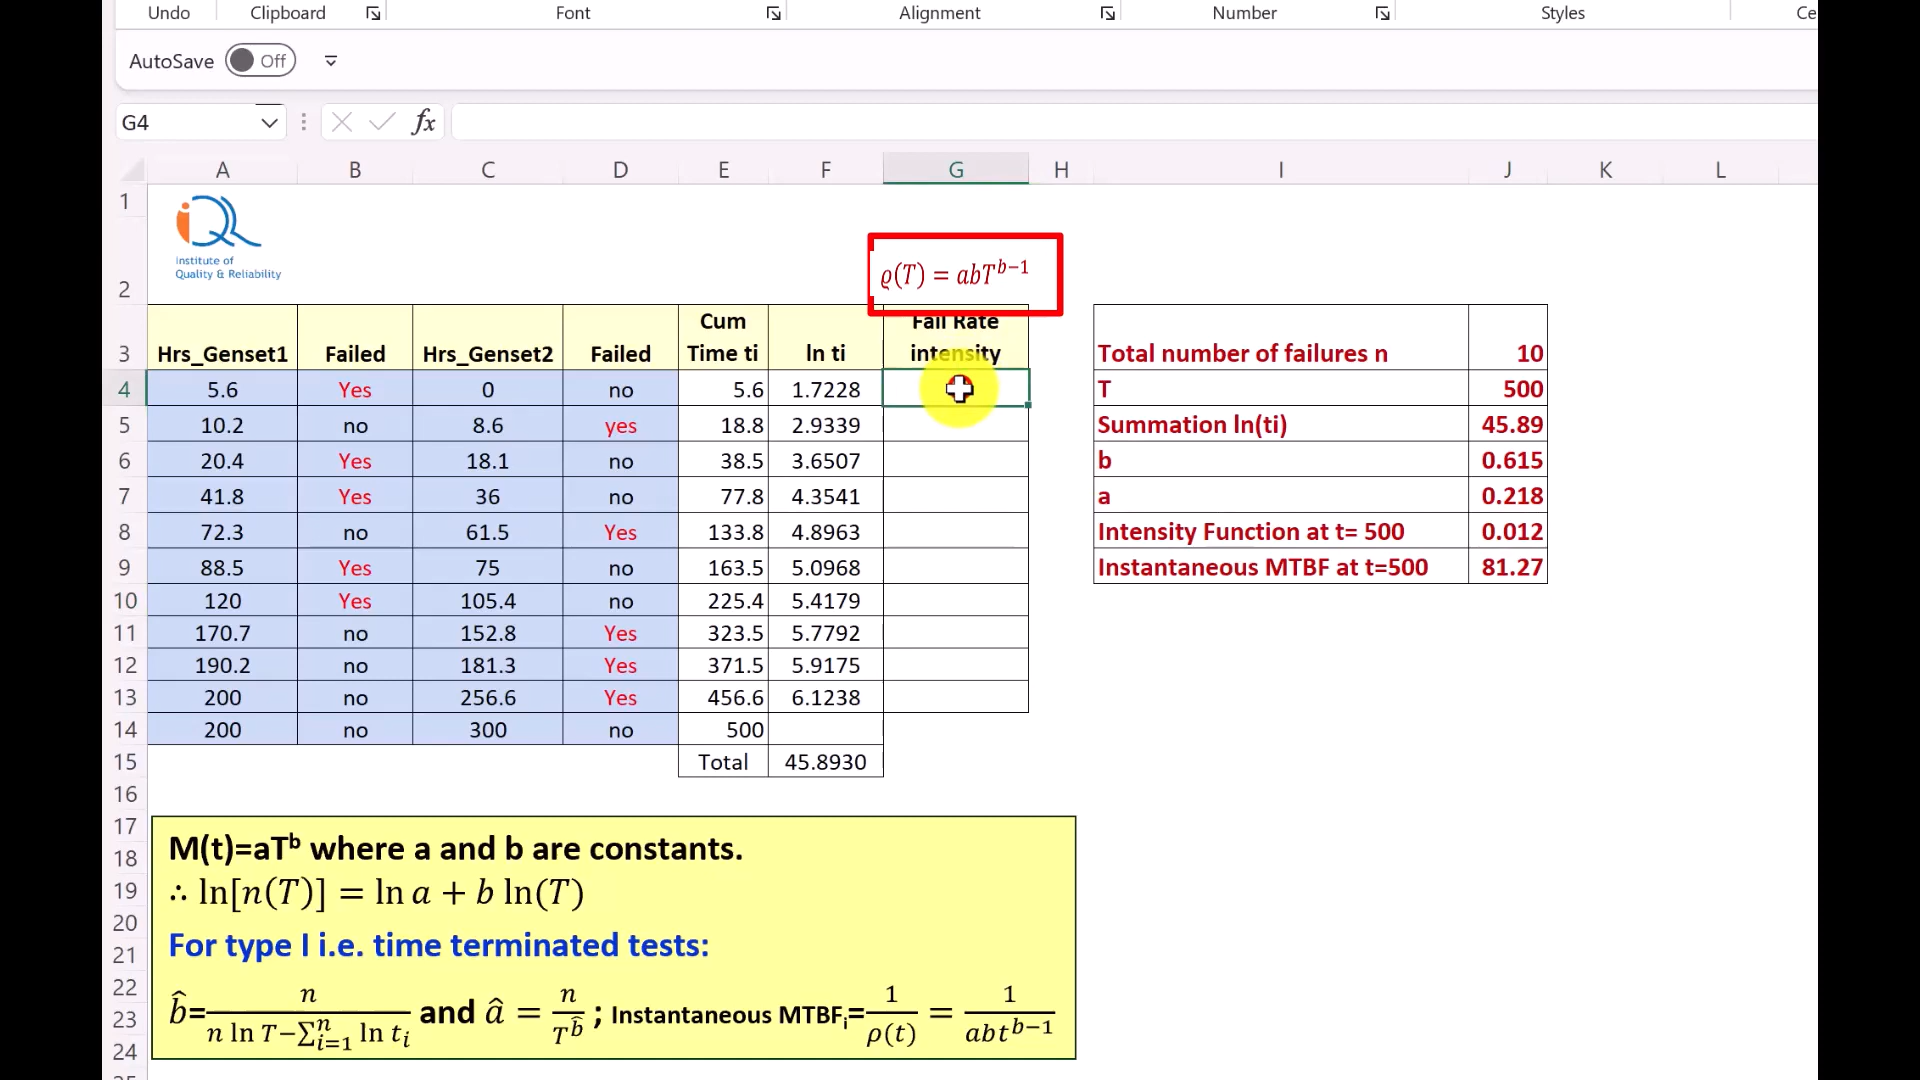 Undo Clipboard Font Alignment Number Styles Ce
AutoSave Off
G4 fx
A B C D E F G H I J K L
1
iQR
Institute of
Quality & Reliability
2
ϱ(T) = abT^{b−1}
3 Hrs_Genset1 Failed Hrs_Genset2 Failed Cum Time ti ln ti Fail Rate intensity Total number of failures n 10
4 5.6 Yes 0 no 5.6 1.7228 T 500
5 10.2 no 8.6 yes 18.8 2.9339 Summation ln(ti) 45.89
6 20.4 Yes 18.1 no 38.5 3.6507 b 0.615
7 41.8 Yes 36 no 77.8 4.3541 a 0.218
8 72.3 no 61.5 Yes 133.8 4.8963 Intensity Function at t= 500 0.012
9 88.5 Yes 75 no 163.5 5.0968 Instantaneous MTBF at t=500 81.27
10 120 Yes 105.4 no 225.4 5.4179
11 170.7 no 152.8 Yes 323.5 5.7792
12 190.2 no 181.3 Yes 371.5 5.9175
13 200 no 256.6 Yes 456.6 6.1238
14 200 no 300 no 500
15 Total 45.8930
16
17
18 M(t)=aT^b where a and b are constants.
19 ∴ ln[n(T)] = ln a + b ln(T)
20
21 For type I i.e. time terminated tests:
22
23 b̂=n/(n ln T−∑_{i=1}^{n} ln t_i) and â = n/T^{b̂} ; Instantaneous MTBF_i=1/ρ(t) = 1/(abt^{b−1})
24